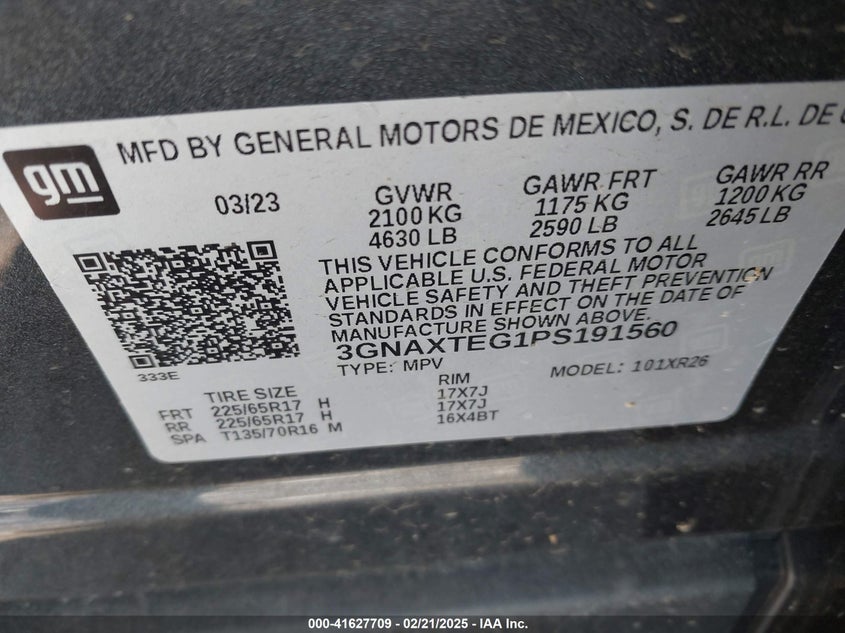 MFD BY GENERAL MOTORS DE MEXICO, S. DE R.L. DE
gm
03/23
GVWR
2100 KG
4630 LB
GAWR FRT
1175 KG
2590 LB
GAWR RR
1200 KG
2645 LB
THIS VEHICLE CONFORMS TO ALL
APPLICABLE U.S. FEDERAL MOTOR
VEHICLE SAFETY AND THEFT PREVENTION
STANDARDS IN EFFECT ON THE DATE OF
MANUFACTURE SHOWN ABOVE.
3GNAXTEG1PS191560
333E
TYPE: MPV
MODEL: 101XR26
TIRE SIZE RIM
FRT 225/65R17 H 17X7J
RR 225/65R17 H 17X7J
SPA T135/70R16 M 16X4BT
000-41627709 - 02/21/2025 - IAA Inc.